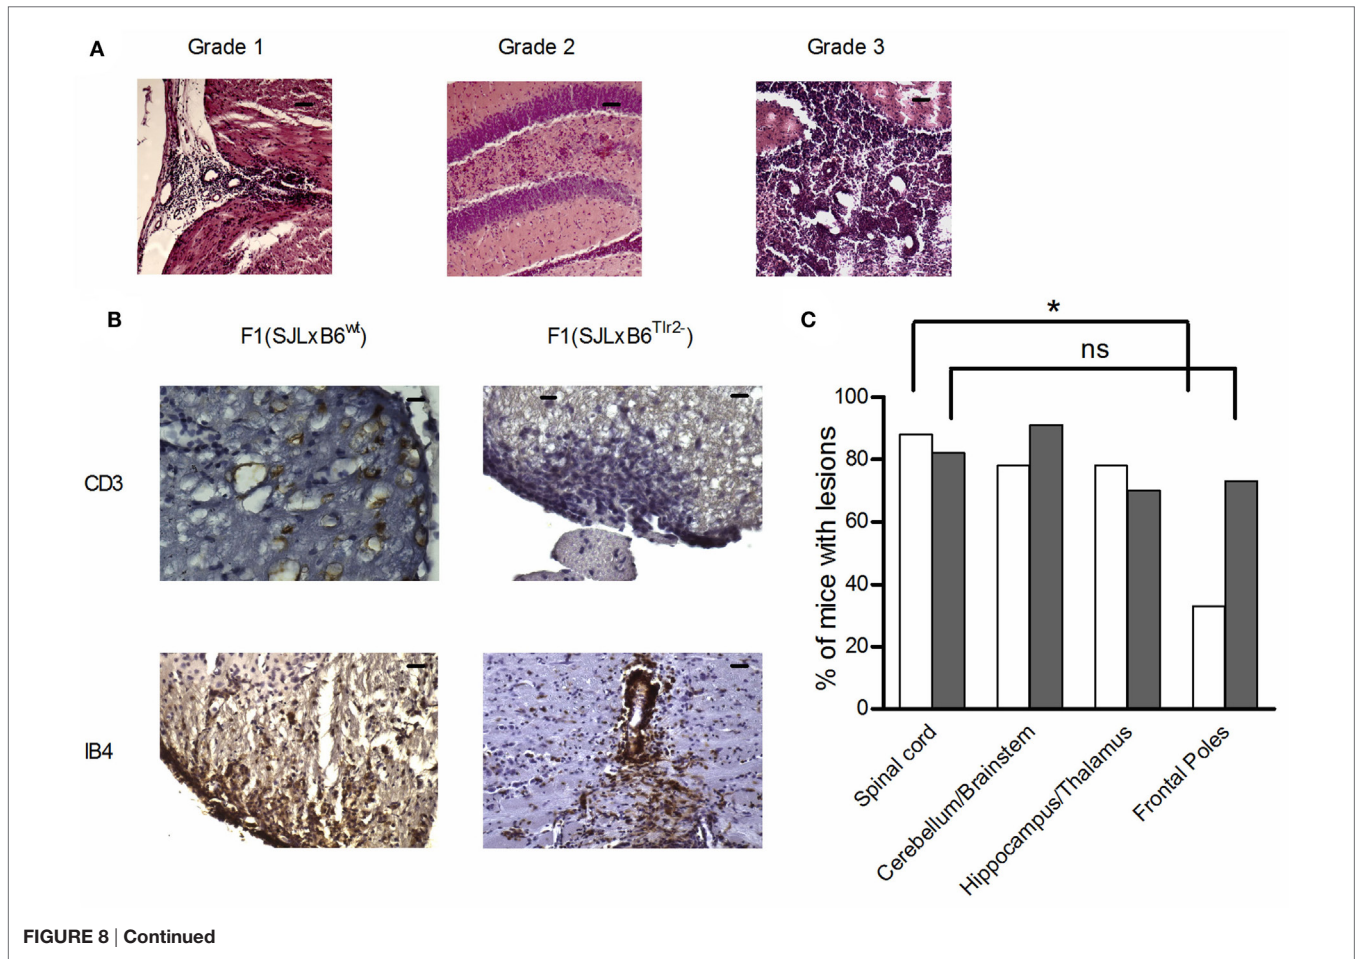 A
Grade 1
Grade 2
Grade 3
B
F1(SJLxB6wt)
F1(SJLxB6Tlr2-)
CD3
IB4
C
*
ns
% of mice with lesions
100
80
60
40
20
0
Spinal cord
Cerebellum/Brainstem
Hippocampus/Thalamus
Frontal Poles
FIGURE 8 | Continued